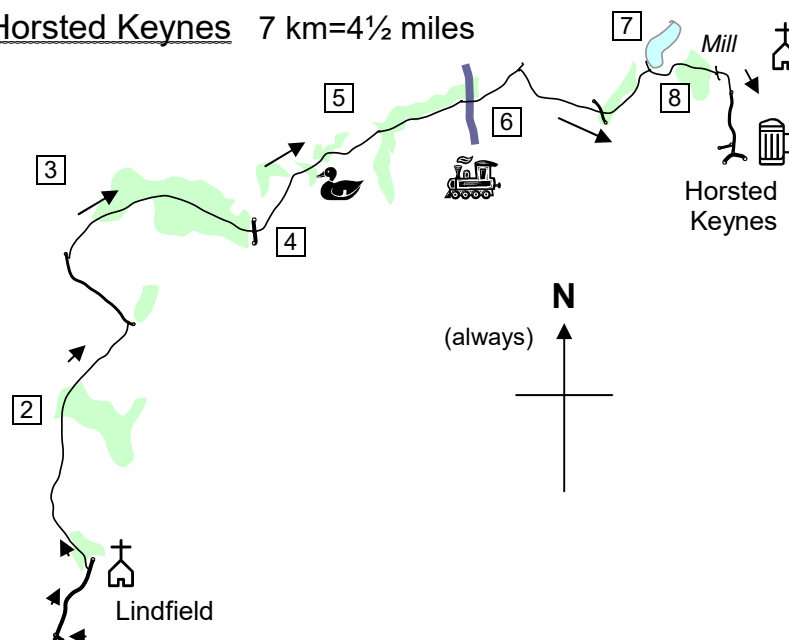 Horsted Keynes 7 km=4½ miles
7
Mill
5
6
8
3
Horsted
Keynes
4
N
(always)
2
Lindfield